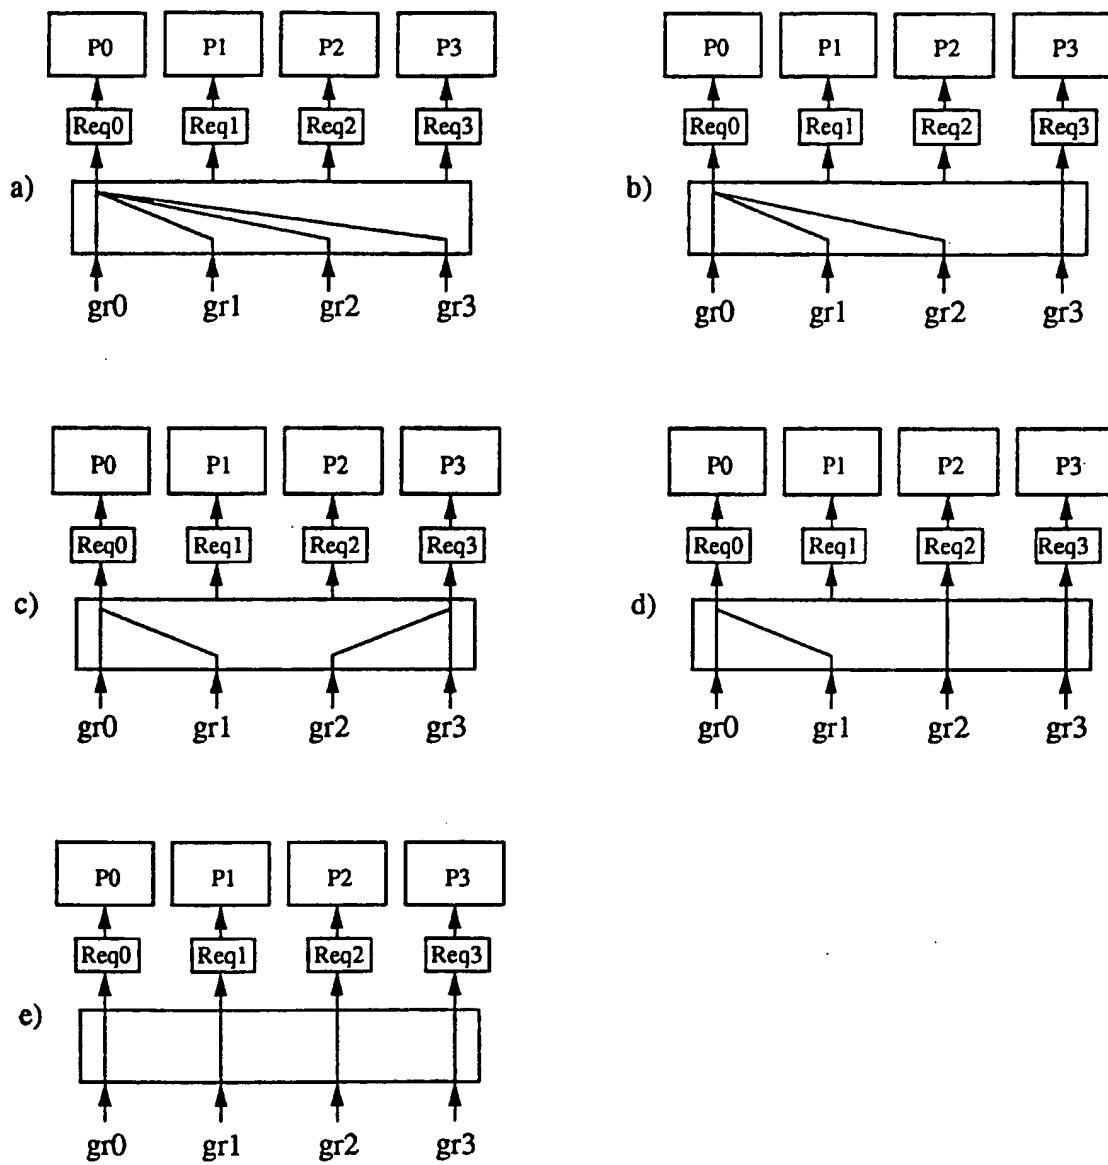 P0 P1 P2 P3
Req0 Req1 Req2 Req3
a)
gr0 gr1 gr2 gr3
P0 P1 P2 P3
Req0 Req1 Req2 Req3
b)
gr0 gr1 gr2 gr3
P0 P1 P2 P3
Req0 Req1 Req2 Req3
c)
gr0 gr1 gr2 gr3
P0 P1 P2 P3
Req0 Req1 Req2 Req3
d)
gr0 gr1 gr2 gr3
P0 P1 P2 P3
Req0 Req1 Req2 Req3
e)
gr0 gr1 gr2 gr3